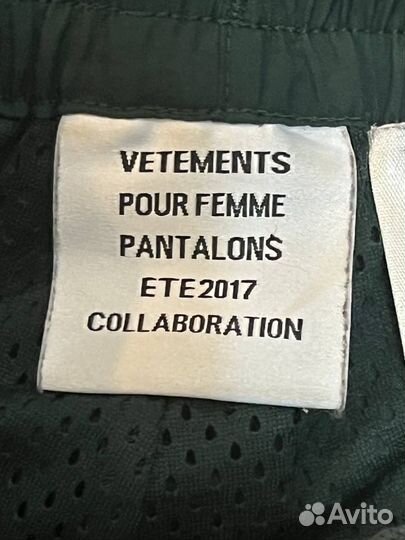 VETEMENTS
POUR FEMME
PANTALONS
ETE2017
COLLABORATION
Avito